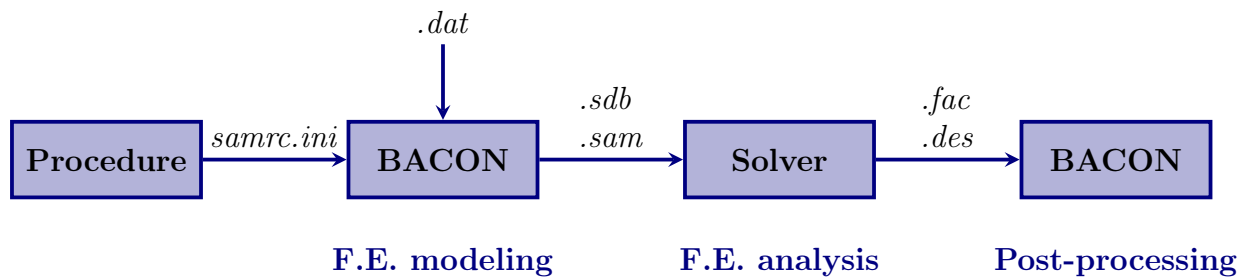 .dat
.sdb
.fac
samrc.ini
.sam
.des
Procedure
BACON
Solver
BACON
F.E. modeling
F.E. analysis
Post-processing